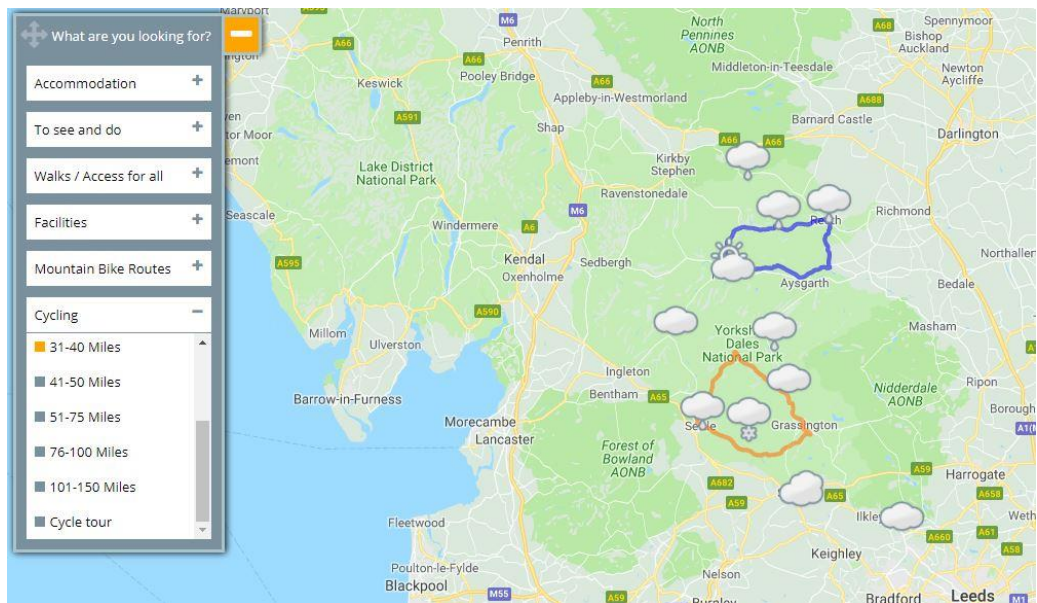 What are you looking for?
Accommodation
To see and do
Walks / Access for all
Facilities
Mountain Bike Routes
Cycling
31-40 Miles
41-50 Miles
51-75 Miles
76-100 Miles
101-150 Miles
Cycle tour
Maryport
A66
M6
Penrith
North
Pennines
AONB
A68
Spennymoor
Bishop
Auckland
Keswick
Pooley Bridge
A66
Middleton-in-Teesdale
Newton
Aycliffe
Appleby-in-Westmorland
A688
A591
Shap
Barnard Castle
Darlington
A66
A66
Lake District
National Park
Kirkby
Stephen
Ravenstonedale
Seascale
M6
Richmond
Windermere
A6
Kendal
Oxenholme
Sedbergh
A595
Northaller
Aysgarth
Bedale
A590
Millom
Ulverston
Masham
Dales
National Park
Ingleton
Bentham
A65
Barrow-in-Furness
Nidderdale
AONB
Ripon
Morecambe
Lancaster
Grassington
A1(M
Forest of
Bowland
AONB
A59
Harrogate
A682
A65
A59
A658
Fleetwood
A660
A61
A58
Keighley
Poulton-le-Fylde
Blackpool
Nelson
M55
A59
Bradford
Leeds
M1